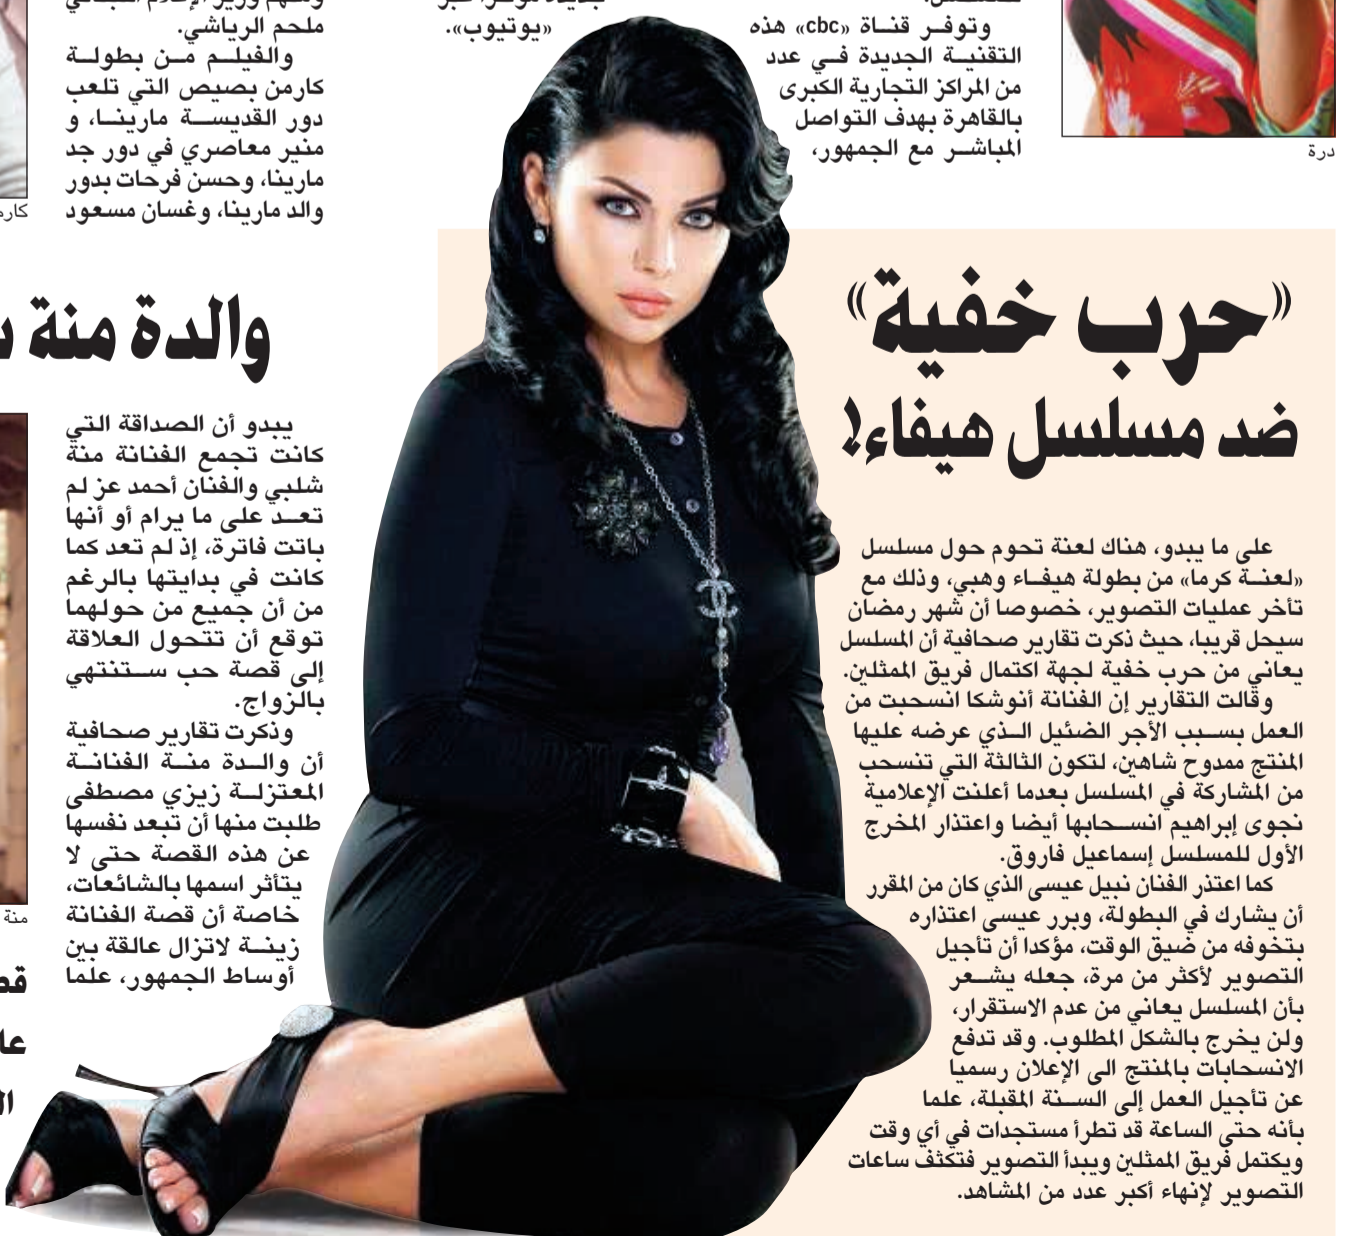 وتوفر قناة «cbc» هذه
التقنية الجديدة في عدد
من المراكز التجارية الكبرى
بالقاهرة بهدف التواصل
المباشر مع الجمهور،
درة
«يوتيوب».
ملحم الرياشي.
والفيلم من بطولة
كارمن بصيص التي تلعب
دور القديسة مارينا، و
منير معاصري في دور جد
مارينا، وحسن فرحات بدور
والد مارينا، وغسان مسعود
«حرب خفية»
ضد مسلسل هيفاء!
على ما يبدو، هناك لعنة تحوم حول مسلسل
«لعنة كرما» من بطولة هيفاء وهبي، وذلك مع
تأخر عمليات التصوير، خصوصا أن شهر رمضان
سيحل قريبا، حيث ذكرت تقارير صحافية أن المسلسل
يعاني من حرب خفية لجهة اكتمال فريق الممثلين.
وقالت التقارير إن الفنانة أنوشكا انسحبت من
العمل بسبب الأجر الضئيل الذي عرضه عليها
المنتج ممدوح شاهين، لتكون الثالثة التي تنسحب
من المشاركة في المسلسل بعدما أعلنت الإعلامية
نجوى إبراهيم انسحابها أيضا واعتذار المخرج
الأول للمسلسل إسماعيل فاروق.
كما اعتذر الفنان نبيل عيسى الذي كان من المقرر
أن يشارك في البطولة، وبرر عيسى اعتذاره
بتخوفه من ضيق الوقت، مؤكدا أن تأجيل
التصوير لأكثر من مرة، جعله يشعر
بأن المسلسل يعاني من عدم الاستقرار،
ولن يخرج بالشكل المطلوب. وقد تدفع
الانسحابات بالمنتج الى الإعلان رسميا
عن تأجيل العمل إلى السنة المقبلة، علما
بأنه حتى الساعة قد تطرأ مستجدات في أي وقت
ويكتمل فريق الممثلين ويبدأ التصوير فتكثف ساعات
التصوير لإنهاء أكبر عدد من المشاهد.
والدة منة
يبدو أن الصداقة التي
كانت تجمع الفنانة منة
شلبي والفنان أحمد عز لم
تعد على ما يرام أو أنها
باتت فاترة، إذ لم تعد كما
كانت في بدايتها بالرغم
من أن جميع من حولهما
توقع أن تتحول العلاقة
إلى قصة حب ستنتهي
بالزواج.
وذكرت تقارير صحافية
أن والدة منة الفنانة
المعتزلة زيزي مصطفى
طلبت منها أن تبعد نفسها
عن هذه القصة حتى لا
يتأثر اسمها بالشائعات،
خاصة أن قصة الفنانة
زينة لاتزال عالقة بين
أوساط الجمهور، علما
منة